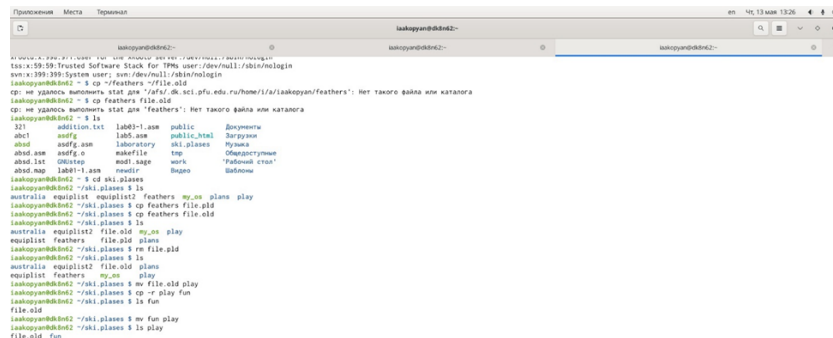 Приложения Места Терминал en Чт, 13 мая 13:26
iaakopyan@dk8n62:~
iaakopyan@dk8n62:~ iaakopyan@dk8n62:~ iaakopyan@dk8n62:~
tss:x:59:59:Trusted Software Stack for TPMs user:/dev/null:/sbin/nologin
svn:x:399:399:System user; svn:/dev/null:/sbin/nologin
iaakopyan@dk8n62 ~ $ cp ~/feathers ~/file.old
cp: не удалось выполнить stat для '/afs/.dk.sci.pfu.edu.ru/home/i/a/iaakopyan/feathers': Нет такого файла или каталога
iaakopyan@dk8n62 ~ $ cp feathers file.old
cp: не удалось выполнить stat для 'feathers': Нет такого файла или каталога
iaakopyan@dk8n62 ~ $ ls
321 addition.txt lab03-1.asm public Документы
abc1 asdfg lab5.asm public_html Загрузки
absd asdfg.asm laboratory ski.plases Музыка
absd.asm asdfg.o makefile tmp Общедоступные
absd.lst GNUstep mod1.sage work 'Рабочий стол'
absd.map lab01-1.asm newdir Видео Шаблоны
iaakopyan@dk8n62 ~ $ cd ski.plases
iaakopyan@dk8n62 ~/ski.plases $ ls
australia equiplist equiplist2 feathers my_os plans play
iaakopyan@dk8n62 ~/ski.plases $ cp feathers file.pld
iaakopyan@dk8n62 ~/ski.plases $ cp feathers file.old
iaakopyan@dk8n62 ~/ski.plases $ ls
australia equiplist2 file.old my_os play
equiplist feathers file.pld plans
iaakopyan@dk8n62 ~/ski.plases $ rm file.pld
iaakopyan@dk8n62 ~/ski.plases $ ls
australia equiplist2 file.old plans
equiplist feathers my_os play
iaakopyan@dk8n62 ~/ski.plases $ mv file.old play
iaakopyan@dk8n62 ~/ski.plases $ cp -r play fun
iaakopyan@dk8n62 ~/ski.plases $ ls fun
file.old
iaakopyan@dk8n62 ~/ski.plases $ mv fun play
iaakopyan@dk8n62 ~/ski.plases $ ls play
file.old fun